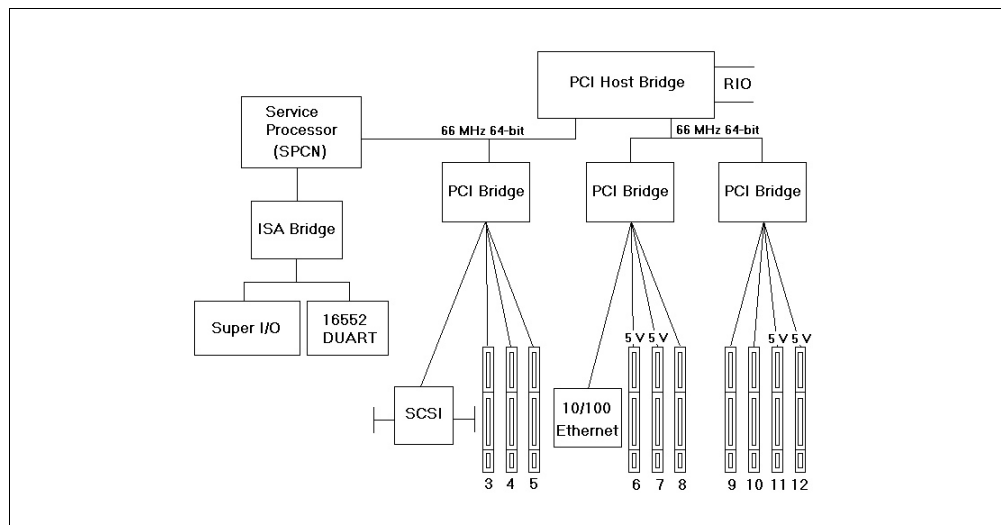 PCI Host Bridge
RIO
Service
Processor
(SPCN)
66 MHz 64-bit
66 MHz 64-bit
PCI Bridge
PCI Bridge
PCI Bridge
ISA Bridge
Super I/O
16552
DUART
5 V 5 V
5 V 5 V
SCSI
10/100
Ethernet
3 4 5
6 7 8
9 10 11 12